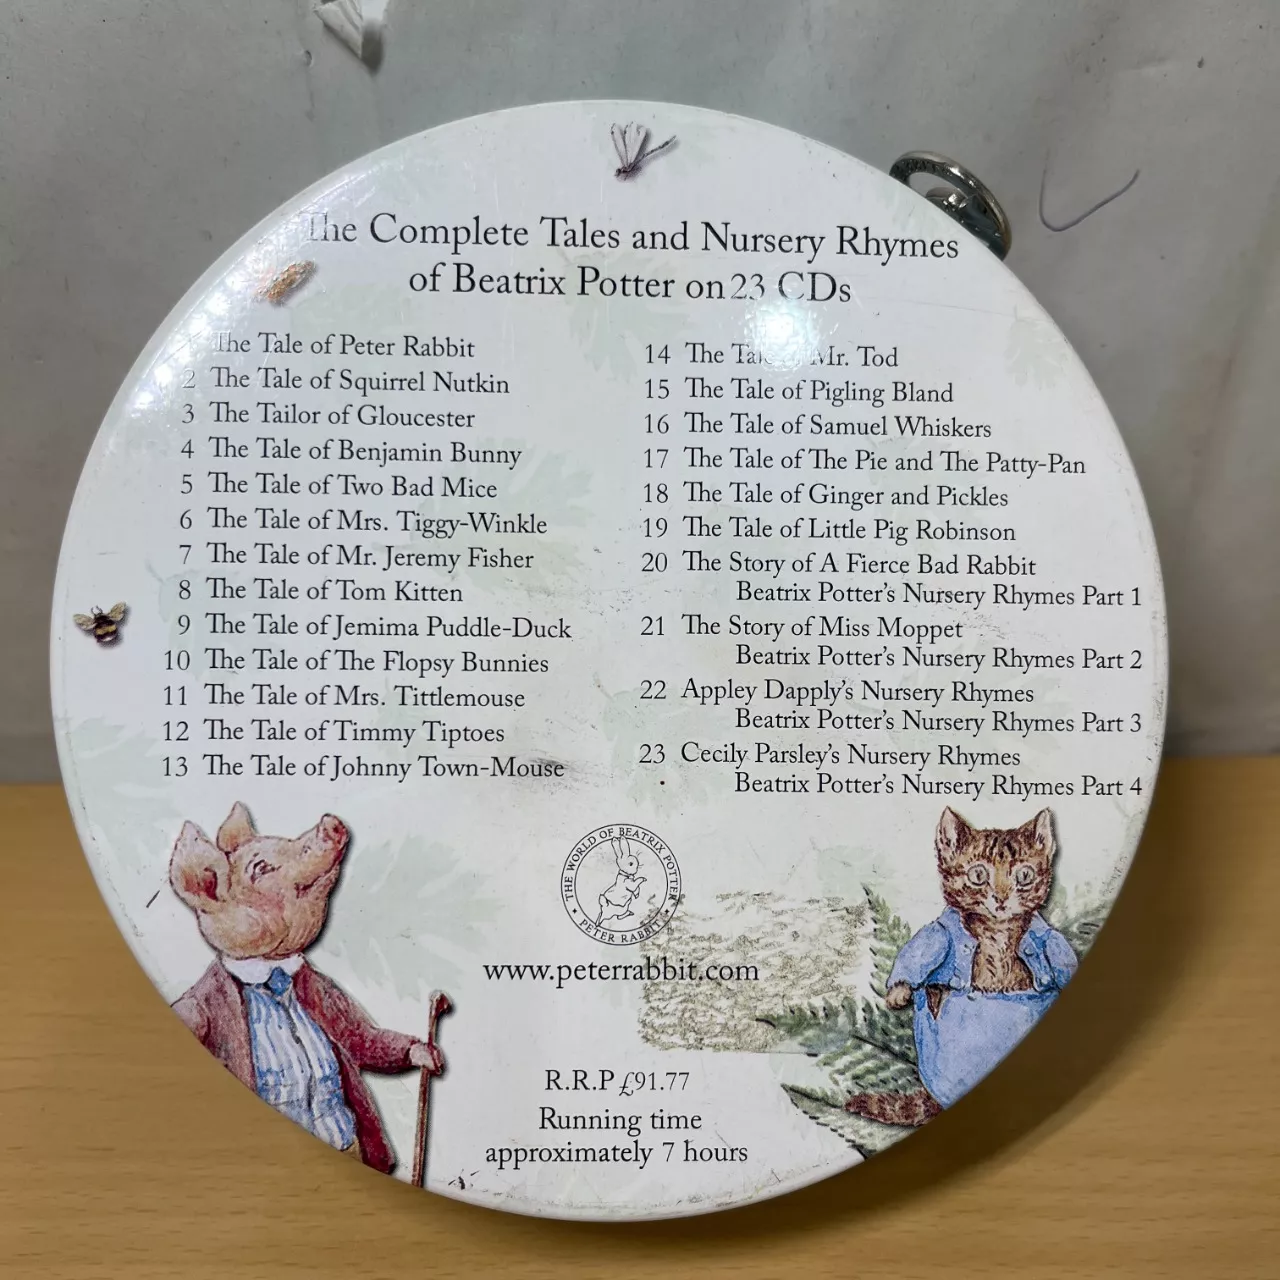 The Complete Tales and Nursery Rhymes
of Beatrix Potter on 23 CDs
The Tale of Peter Rabbit
2 The Tale of Squirrel Nutkin
3 The Tailor of Gloucester
4 The Tale of Benjamin Bunny
5 The Tale of Two Bad Mice
6 The Tale of Mrs. Tiggy-Winkle
7 The Tale of Mr. Jeremy Fisher
8 The Tale of Tom Kitten
9 The Tale of Jemima Puddle-Duck
10 The Tale of The Flopsy Bunnies
11 The Tale of Mrs. Tittlemouse
12 The Tale of Timmy Tiptoes
13 The Tale of Johnny Town-Mouse
14 The Tale of Mr. Tod
15 The Tale of Pigling Bland
16 The Tale of Samuel Whiskers
17 The Tale of The Pie and The Patty-Pan
18 The Tale of Ginger and Pickles
19 The Tale of Little Pig Robinson
20 The Story of A Fierce Bad Rabbit
Beatrix Potter's Nursery Rhymes Part 1
21 The Story of Miss Moppet
Beatrix Potter's Nursery Rhymes Part 2
22 Appley Dapply's Nursery Rhymes
Beatrix Potter's Nursery Rhymes Part 3
23 Cecily Parsley's Nursery Rhymes
Beatrix Potter's Nursery Rhymes Part 4
THE WORLD OF BEATRIX POTTER
PETER RABBIT
www.peterrabbit.com
R.R.P £91.77
Running time
approximately 7 hours